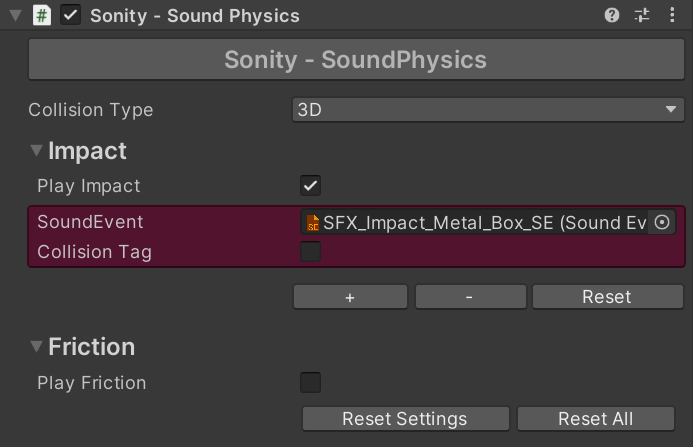 # Sonity - Sound Physics
Sonity - SoundPhysics
Collision Type 3D
Impact
Play Impact
SoundEvent SE SFX_Impact_Metal_Box_SE (Sound Ev
Collision Tag
+ - Reset
Friction
Play Friction
Reset Settings Reset All